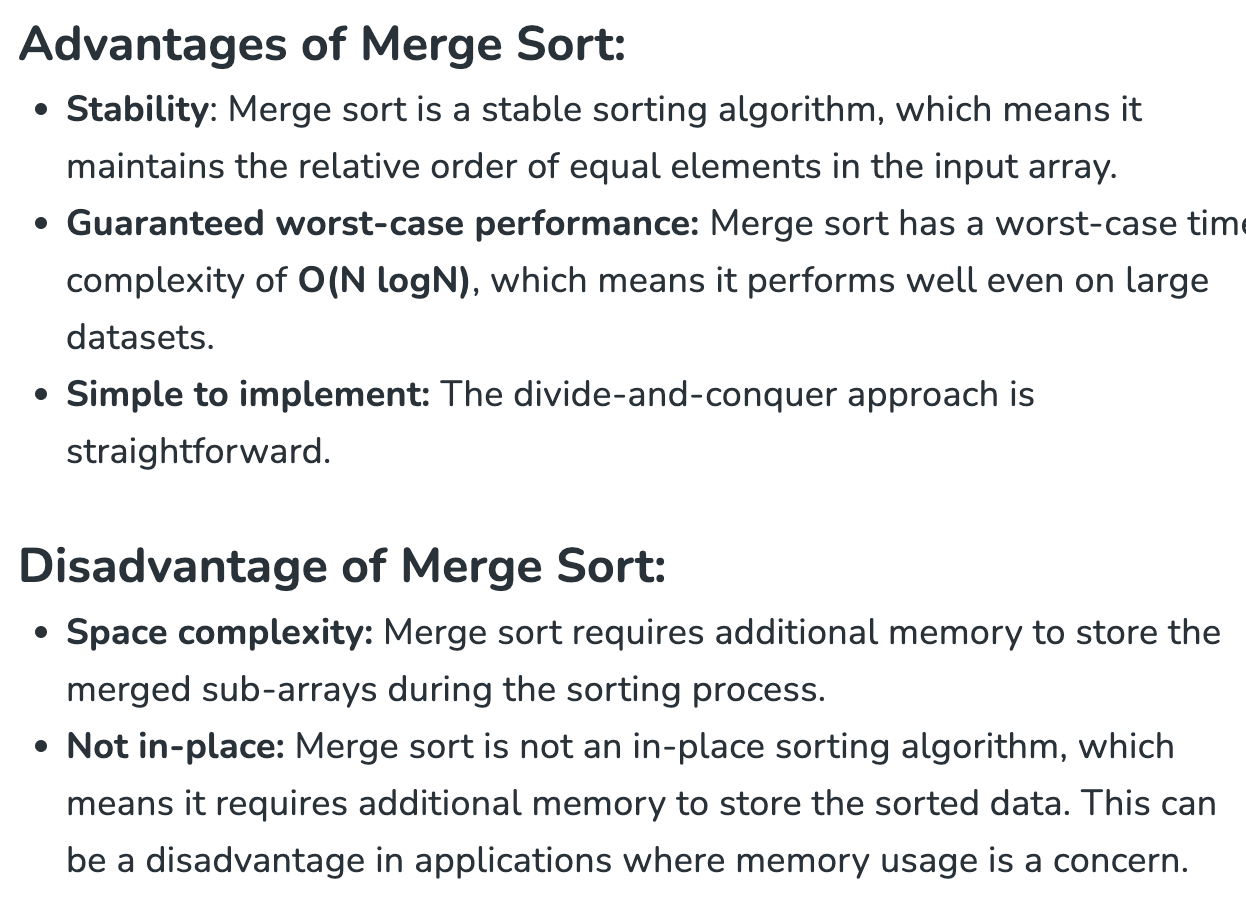 Advantages of Merge Sort:
• Stability: Merge sort is a stable sorting algorithm, which means it
maintains the relative order of equal elements in the input array.
• Guaranteed worst-case performance: Merge sort has a worst-case time
complexity of O(N logN), which means it performs well even on large
datasets.
• Simple to implement: The divide-and-conquer approach is
straightforward.
Disadvantage of Merge Sort:
• Space complexity: Merge sort requires additional memory to store the
merged sub-arrays during the sorting process.
• Not in-place: Merge sort is not an in-place sorting algorithm, which
means it requires additional memory to store the sorted data. This can
be a disadvantage in applications where memory usage is a concern.